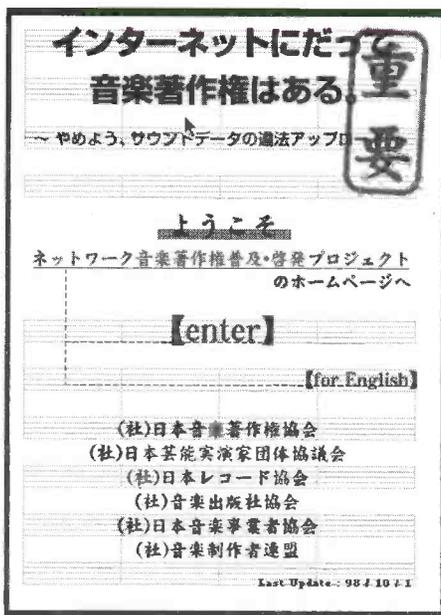 インターネットにだって
音楽著作権はある。
重要
～ やめよう、サウンドデータの違法アップロード ～
ようこそ
ネットワーク音楽著作権普及・啓発プロジェクト
のホームページへ
【enter】
【for English】
(社)日本音楽著作権協会
(社)日本芸能実演家団体協議会
(社)日本レコード協会
(社)音楽出版社協会
(社)日本音楽事業者協会
(社)音楽制作者連盟
Last Update : 98 / 10 / 1